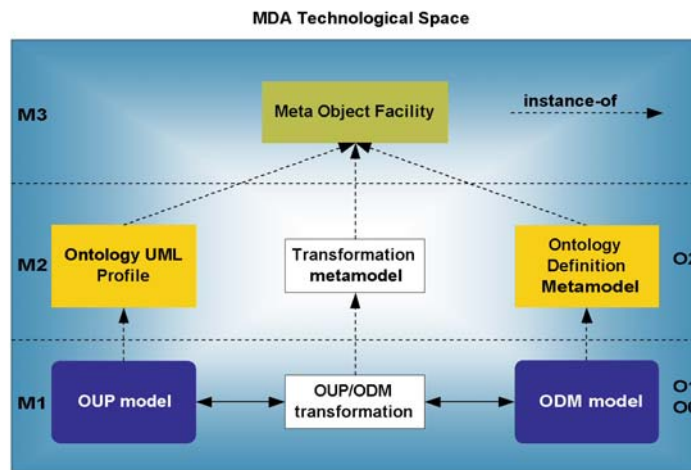 MDA Technological Space
M3
Meta Object Facility
instance-of
M2
Ontology UML
Profile
Transformation
metamodel
Ontology
Definition
Metamodel
M1
OUP model
OUP/ODM
transformation
ODM model